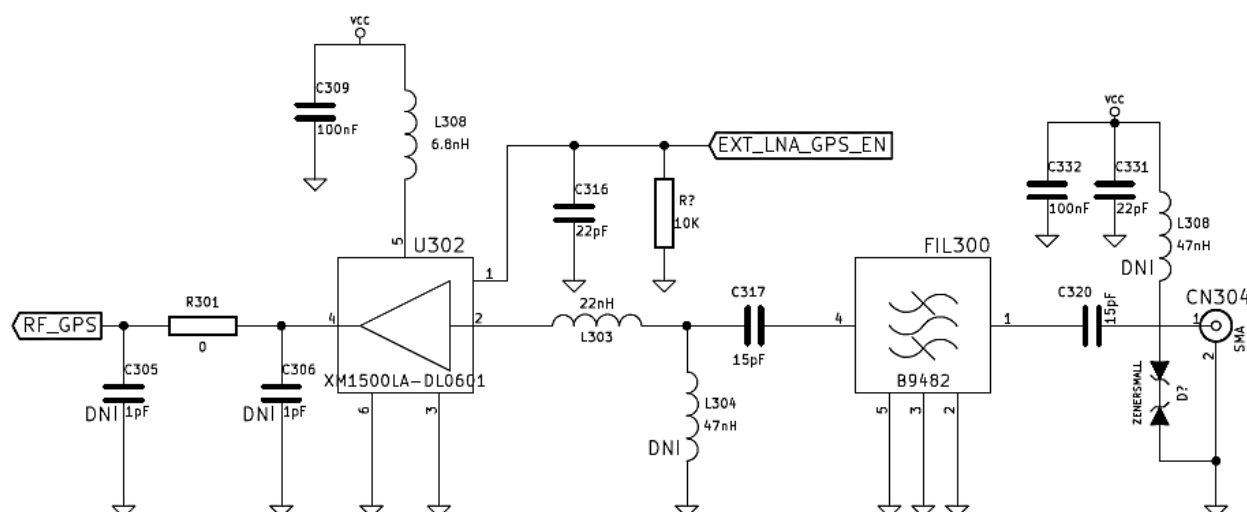 VCC
C309
100nF
L308
6.8nH
EXT_LNA_GPS_EN
C316
22pF
R?
10K
VCC
C332
100nF
C331
22pF
L308
47nH
DNI
5
U302
1
FIL300
RF_GPS
R301
0
4
2
22nH
L303
C317
15pF
4
1
C320
15pF
CN304
1
2
SMA
C305
DNI 1pF
C306
DNI 1pF
XM1500LA-DL0601
6
3
L304
47nH
DNI
B9482
5
3
2
ZENERSMALL
D?